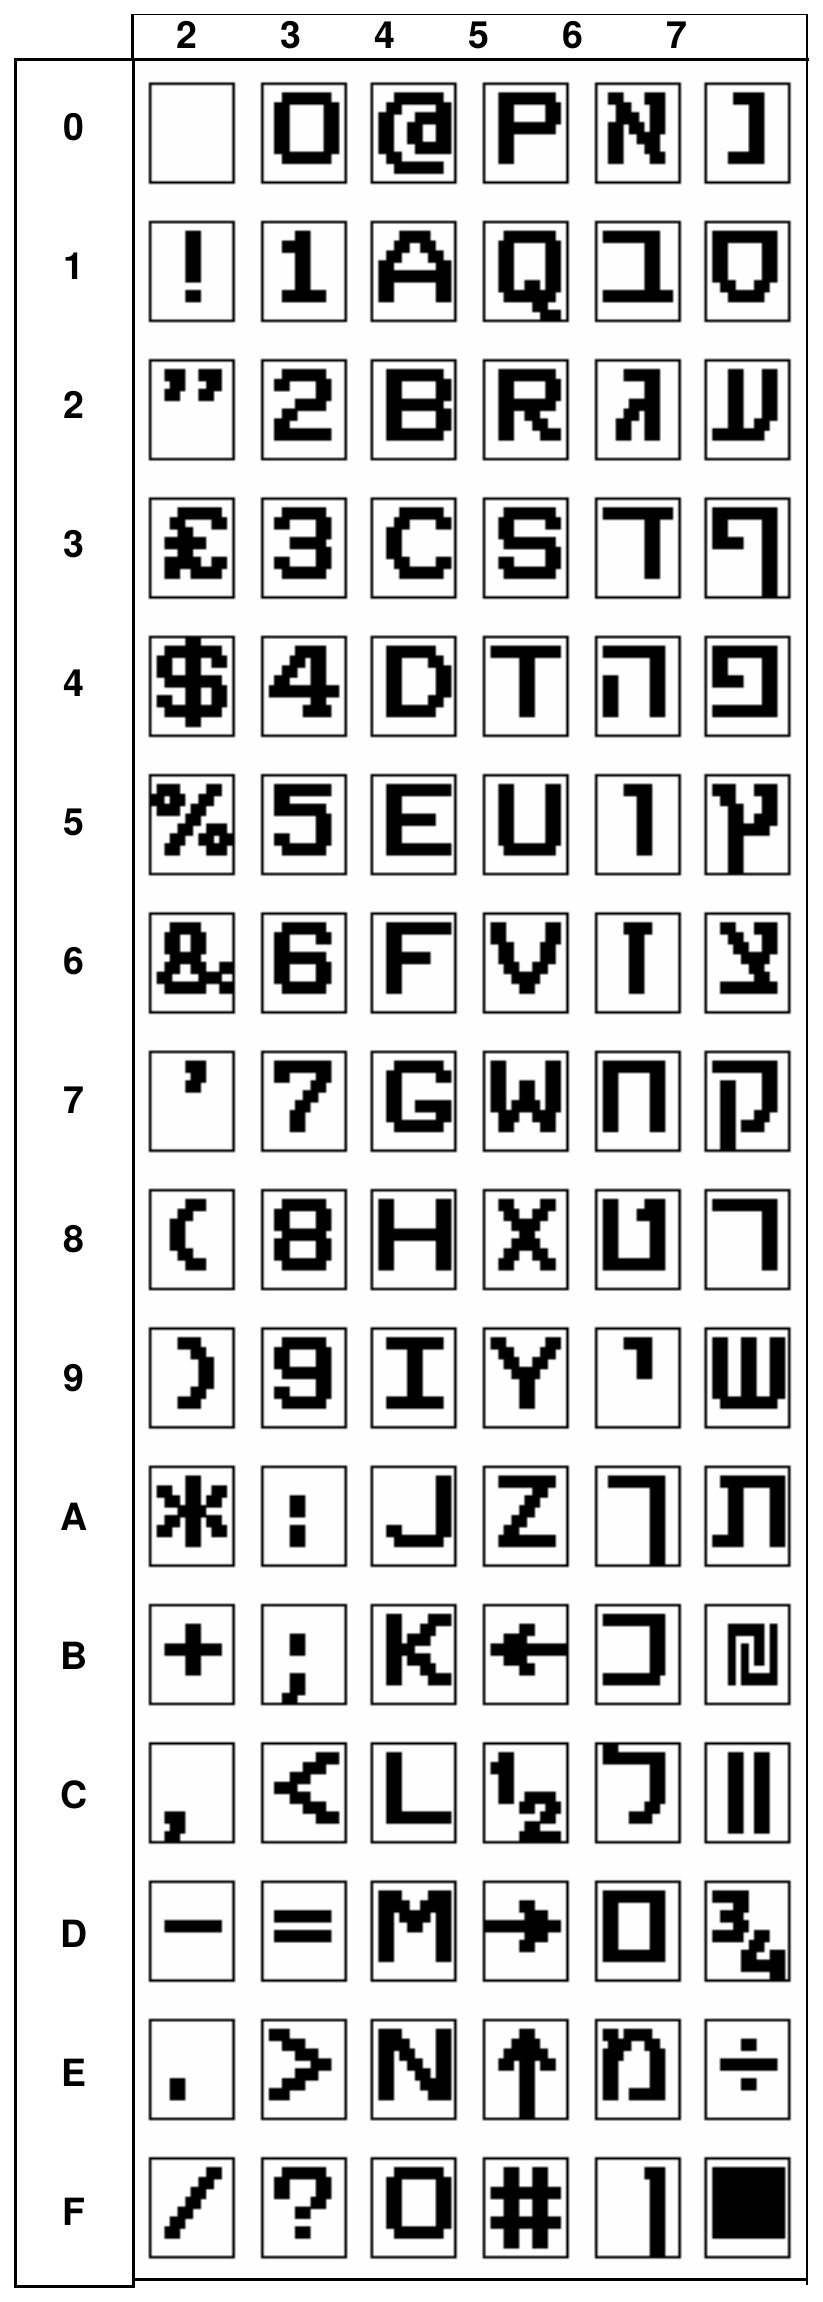 2 3 4 5 6 7
0 0 @ P א נ
1 ! 1 A Q ב ס
2 " 2 B R ג ע
3 £ 3 C S ד ף
4 $ 4 D T ה פ
5 % 5 E U ו ץ
6 & 6 F V ז צ
7 ' 7 G W ח ק
8 ( 8 H X ט ר
9 ) 9 I Y י ש
A * : J Z ך ת
B + ; K ← כ ₪
C , < L ½ ל ‖
D - = M → ם ¾
E . > N ↑ מ ÷
F / ? O # ן ■